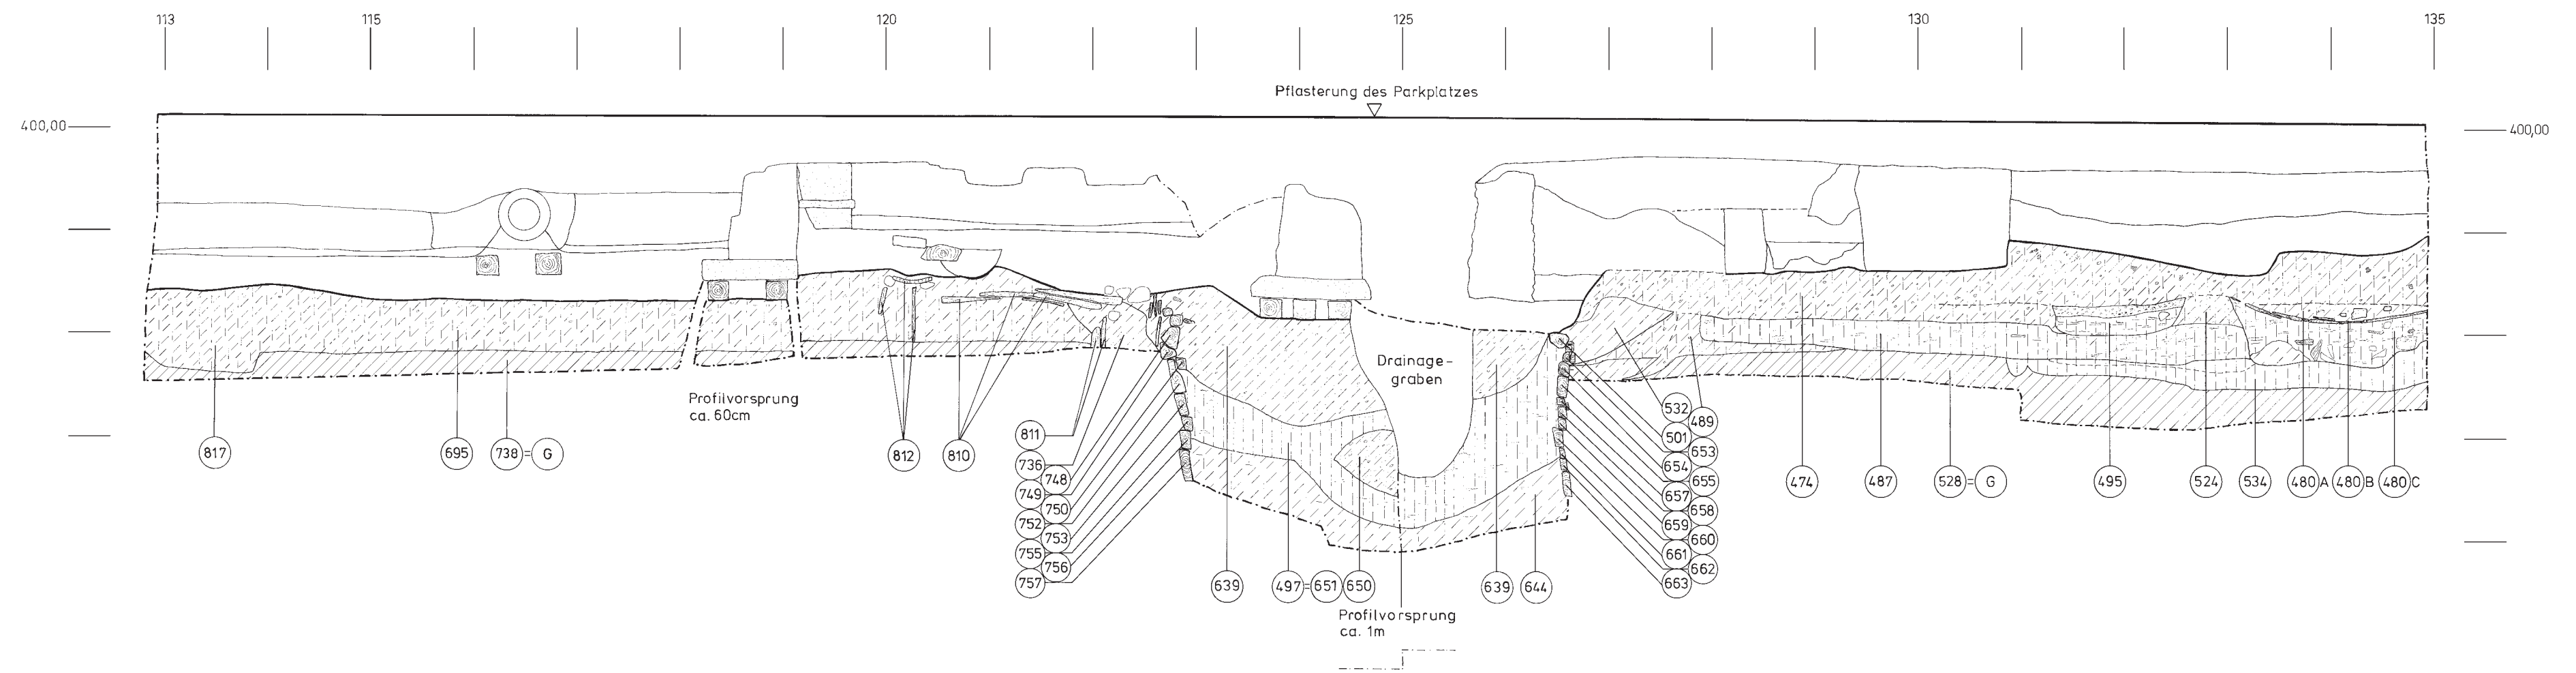 113 115 120 125 130 135
Pflasterung des Parkplatzes
400,00 400,00
Drainage-
graben
Profilvorsprung
ca. 60cm
817 695 738=G 812 810
811
736 748
749 750
752 753
755 756
757
639 497=651 650 639 644
532 489
501 653
654 655
657 658
659 660
661 662
663
474 487 528=G 495 524 534 480A 480B 480C
Profilvorsprung
ca. 1m